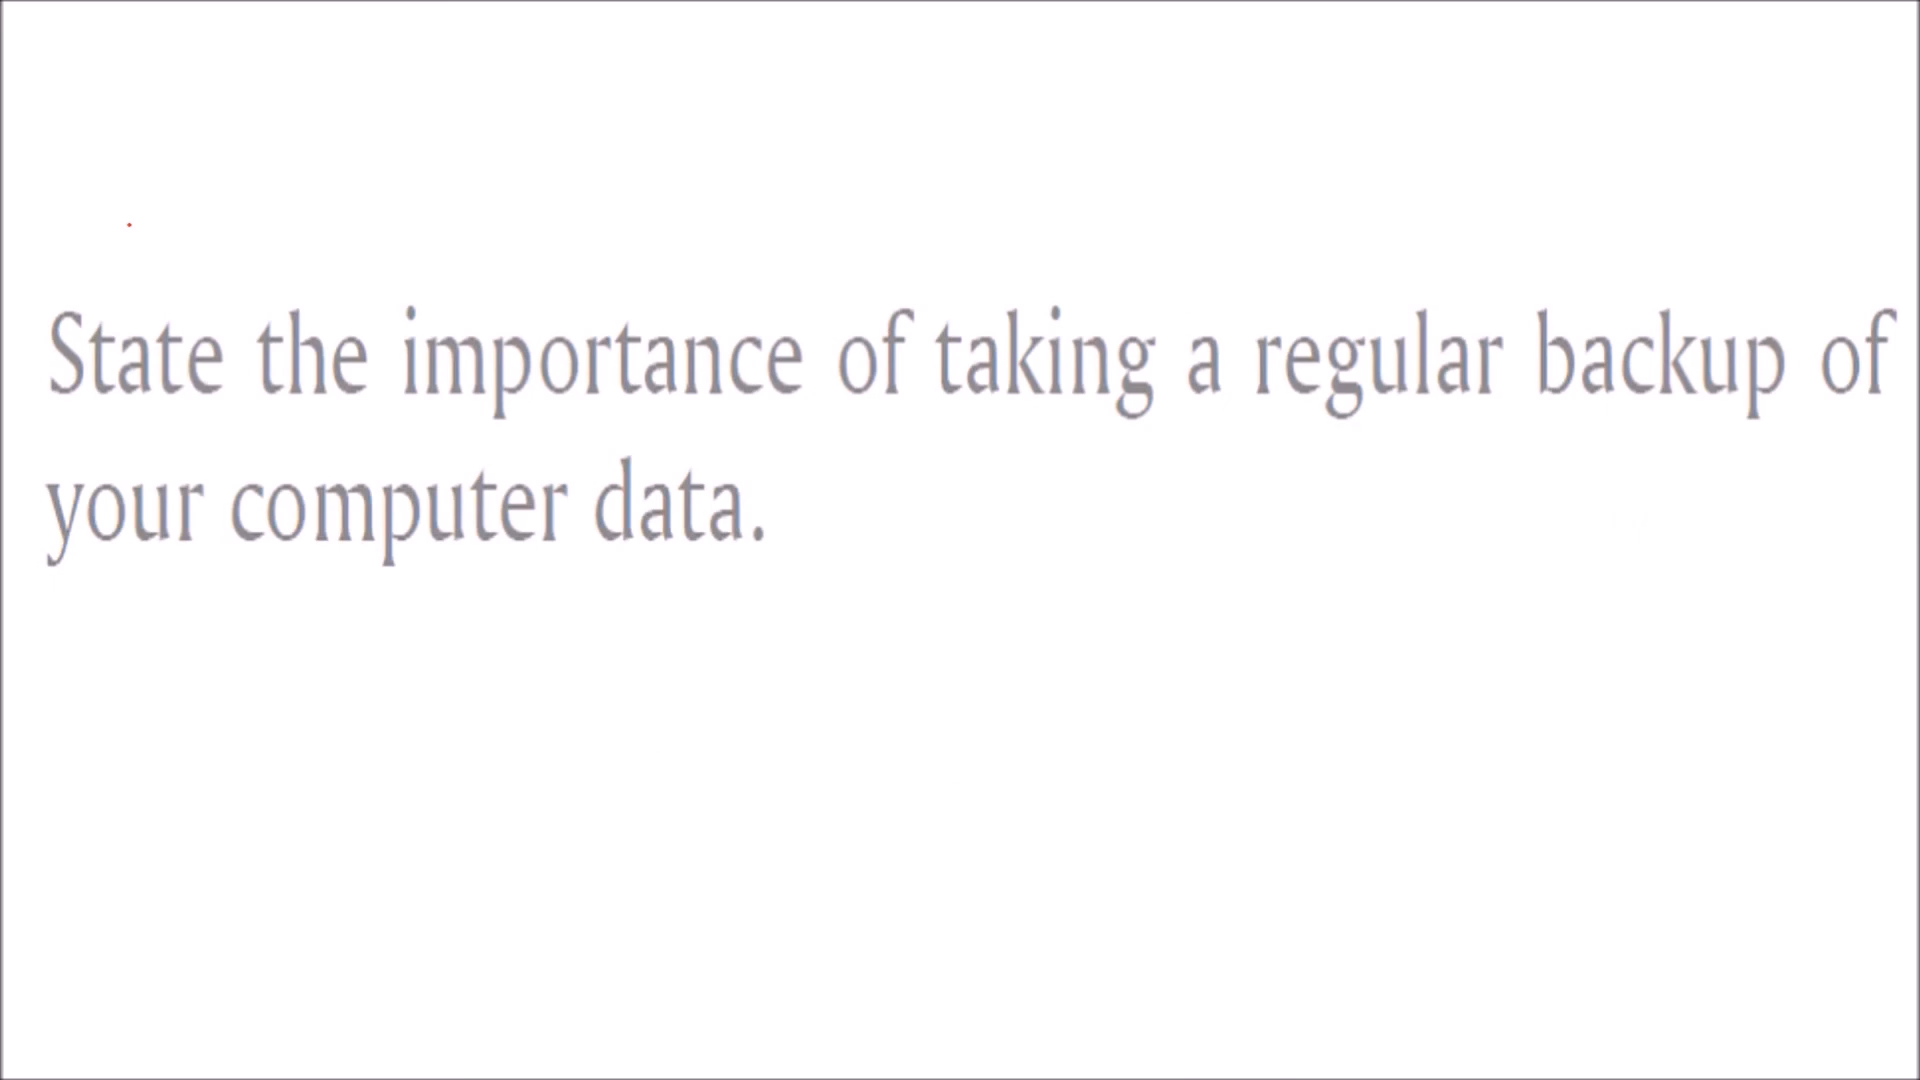 State the importance of taking a regular backup of
your computer data.